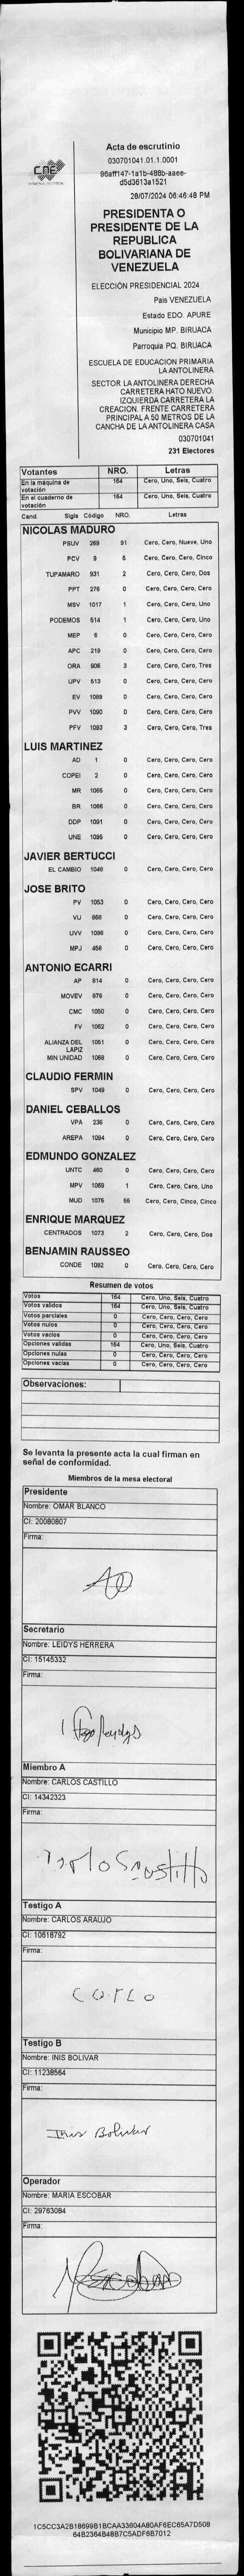 CNE
Acta de escrutinio
030701041.01.1.0001
96aff147-1a1b-488b-aaee-
d5d3613a1521
28/07/2024 06:46:48 PM
PRESIDENTA O
PRESIDENTE DE LA
REPUBLICA
BOLIVARIANA DE
VENEZUELA
ELECCIÓN PRESIDENCIAL 2024
Pais VENEZUELA
Estado EDO. APURE
Municipio MP. BIRUACA
Parroquia PQ. BIRUACA
ESCUELA DE EDUCACION PRIMARIA
LA ANTOLINERA
SECTOR LA ANTOLINERA DERECHA
CARRETERA HATO NUEVO.
IZQUIERDA CARRETERA LA
CREACION. FRENTE CARRETERA
PRINCIPAL A 50 METROS DE LA
CANCHA DE LA ANTOLINERA CASA
030701041
231 Electores
Votantes NRO. Letras
En la máquina de votación 164 Cero, Uno, Seis, Cuatro
En el cuaderno de votación 164 Cero, Uno, Seis, Cuatro
Cand. Sigla Código NRO. Letras
NICOLAS MADURO
PSUV 269 91 Cero, Cero, Nueve, Uno
PCV 9 5 Cero, Cero, Cero, Cinco
TUPAMARO 931 2 Cero, Cero, Cero, Dos
PPT 276 0 Cero, Cero, Cero, Cero
MSV 1017 1 Cero, Cero, Cero, Uno
PODEMOS 514 1 Cero, Cero, Cero, Uno
MEP 6 0 Cero, Cero, Cero, Cero
APC 219 0 Cero, Cero, Cero, Cero
ORA 906 3 Cero, Cero, Cero, Tres
UPV 513 0 Cero, Cero, Cero, Cero
EV 1089 0 Cero, Cero, Cero, Cero
PVV 1090 0 Cero, Cero, Cero, Cero
PFV 1093 3 Cero, Cero, Cero, Tres
LUIS MARTINEZ
AD 1 0 Cero, Cero, Cero, Cero
COPEI 2 0 Cero, Cero, Cero, Cero
MR 1065 0 Cero, Cero, Cero, Cero
BR 1066 0 Cero, Cero, Cero, Cero
DDP 1091 0 Cero, Cero, Cero, Cero
UNE 1095 0 Cero, Cero, Cero, Cero
JAVIER BERTUCCI
EL CAMBIO 1048 0 Cero, Cero, Cero, Cero
JOSE BRITO
PV 1053 0 Cero, Cero, Cero, Cero
VU 868 0 Cero, Cero, Cero, Cero
UVV 1096 0 Cero, Cero, Cero, Cero
MPJ 458 0 Cero, Cero, Cero, Cero
ANTONIO ECARRI
AP 814 0 Cero, Cero, Cero, Cero
MOVEV 879 0 Cero, Cero, Cero, Cero
CMC 1050 0 Cero, Cero, Cero, Cero
FV 1062 0 Cero, Cero, Cero, Cero
ALIANZA DEL LAPIZ 1051 0 Cero, Cero, Cero, Cero
MIN UNIDAD 1068 0 Cero, Cero, Cero, Cero
CLAUDIO FERMIN
SPV 1049 0 Cero, Cero, Cero, Cero
DANIEL CEBALLOS
VPA 236 0 Cero, Cero, Cero, Cero
AREPA 1094 0 Cero, Cero, Cero, Cero
EDMUNDO GONZALEZ
UNTC 460 0 Cero, Cero, Cero, Cero
MPV 1069 1 Cero, Cero, Cero, Uno
MUD 1075 55 Cero, Cero, Cinco, Cinco
ENRIQUE MARQUEZ
CENTRADOS 1073 2 Cero, Cero, Cero, Dos
BENJAMIN RAUSSEO
CONDE 1092 0 Cero, Cero, Cero, Cero
Resumen de votos
Votos 164 Cero, Uno, Seis, Cuatro
Votos validos 164 Cero, Uno, Seis, Cuatro
Votos parciales 0 Cero, Cero, Cero, Cero
Votos nulos 0 Cero, Cero, Cero, Cero
Votos vacios 0 Cero, Cero, Cero, Cero
Opciones validas 164 Cero, Uno, Seis, Cuatro
Opciones nulas 0 Cero, Cero, Cero, Cero
Opciones vacias 0 Cero, Cero, Cero, Cero
Observaciones:
Se levanta la presente acta la cual firman en
señal de conformidad.
Miembros de la mesa electoral
Presidente
Nombre: OMAR BLANCO
CI: 20080807
Firma:
Secretario
Nombre: LEIDYS HERRERA
CI: 15145332
Firma:
Miembro A
Nombre: CARLOS CASTILLO
CI: 14342323
Firma:
Testigo A
Nombre: CARLOS ARAUJO
CI: 10618792
Firma:
Carlo
Testigo B
Nombre: INIS BOLIVAR
CI: 11238564
Firma:
Inis Bolivar
Operador
Nombre: MARIA ESCOBAR
CI: 29763084
Firma:
MEscobar
1C5CC3A2B18699B1BCAA33604A80AF6EC65A7D508
64B2364B48B7C5ADF6B7012